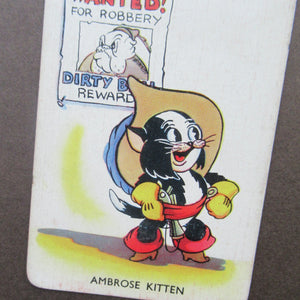 WANTED!
FOR ROBBERY
DIRTY
REWARD
AMBROSE KITTEN